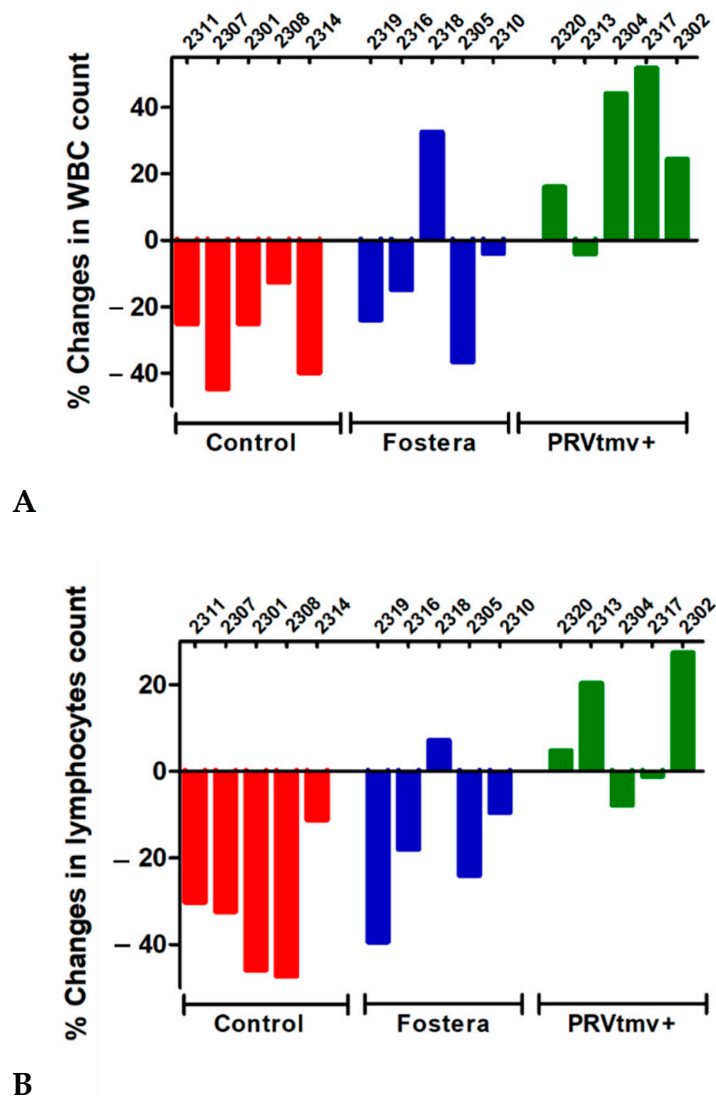 2311 2307 2301 2308 2314 2319 2316 2318 2305 2310 2320 2313 2304 2317 2302
% Changes in WBC count
40
20
0
– 20
– 40
Control Fostera PRVtmv+
A
2311 2307 2301 2308 2314 2319 2316 2318 2305 2310 2320 2313 2304 2317 2302
% Changes in lymphocytes count
20
0
– 20
– 40
Control Fostera PRVtmv+
B